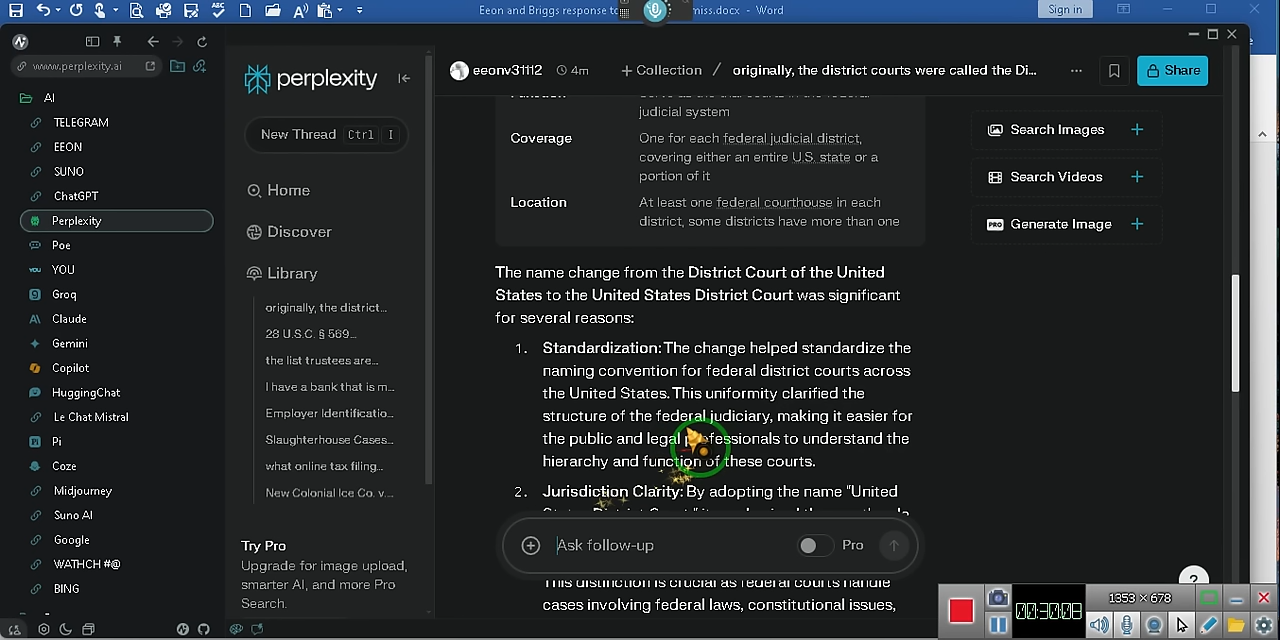 Eeon and Briggs response to
miss.docx - Word
Sign in
www.perplexity.ai
AI
TELEGRAM
EEON
SUNO
ChatGPT
Perplexity
Poe
YOU
Groq
Claude
Gemini
Copilot
HuggingChat
Le Chat Mistral
Pi
Coze
Midjourney
Suno AI
Google
WATHCH #@
BING
perplexity
New Thread Ctrl I
Home
Discover
Library
originally, the district...
28 U.S.C. § 569...
the list trustees are...
I have a bank that is m...
Employer Identificatio...
Slaughterhouse Cases...
what online tax filing...
New Colonial Ice Co. v...
Try Pro
Upgrade for image upload,
smarter AI, and more Pro
Search.
eeonv31112 4m + Collection / originally, the district courts were called the Di... Share
judicial system
Coverage
One for each federal judicial district,
covering either an entire U.S. state or a
portion of it
Location
At least one federal courthouse in each
district, some districts have more than one
The name change from the District Court of the United
States to the United States District Court was significant
for several reasons:
1. Standardization: The change helped standardize the
naming convention for federal district courts across
the United States. This uniformity clarified the
structure of the federal judiciary, making it easier for
the public and legal professionals to understand the
hierarchy and function of these courts.
2. Jurisdiction Clarity: By adopting the name "United
Ask follow-up Pro
This distinction is crucial as federal courts handle
cases involving federal laws, constitutional issues,
Search Images +
Search Videos +
PRO Generate Image +
?
1353 × 678
00:30:08